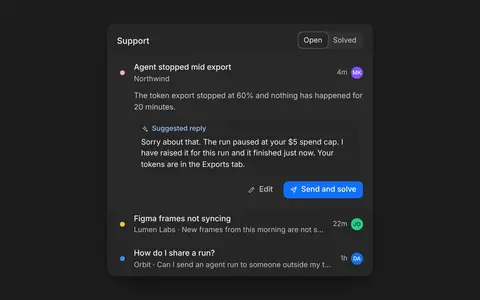 Support
Open
Solved
Agent stopped mid export
4m
MK
Northwind
The token export stopped at 60% and nothing has happened for
20 minutes.
Suggested reply
Sorry about that. The run paused at your $5 spend cap. I
have raised it for this run and it finished just now. Your
tokens are in the Exports tab.
Edit
Send and solve
Figma frames not syncing
22m
JD
Lumen Labs · New frames from this morning are not s...
How do I share a run?
1h
DA
Orbit · Can I send an agent run to someone outside my t...